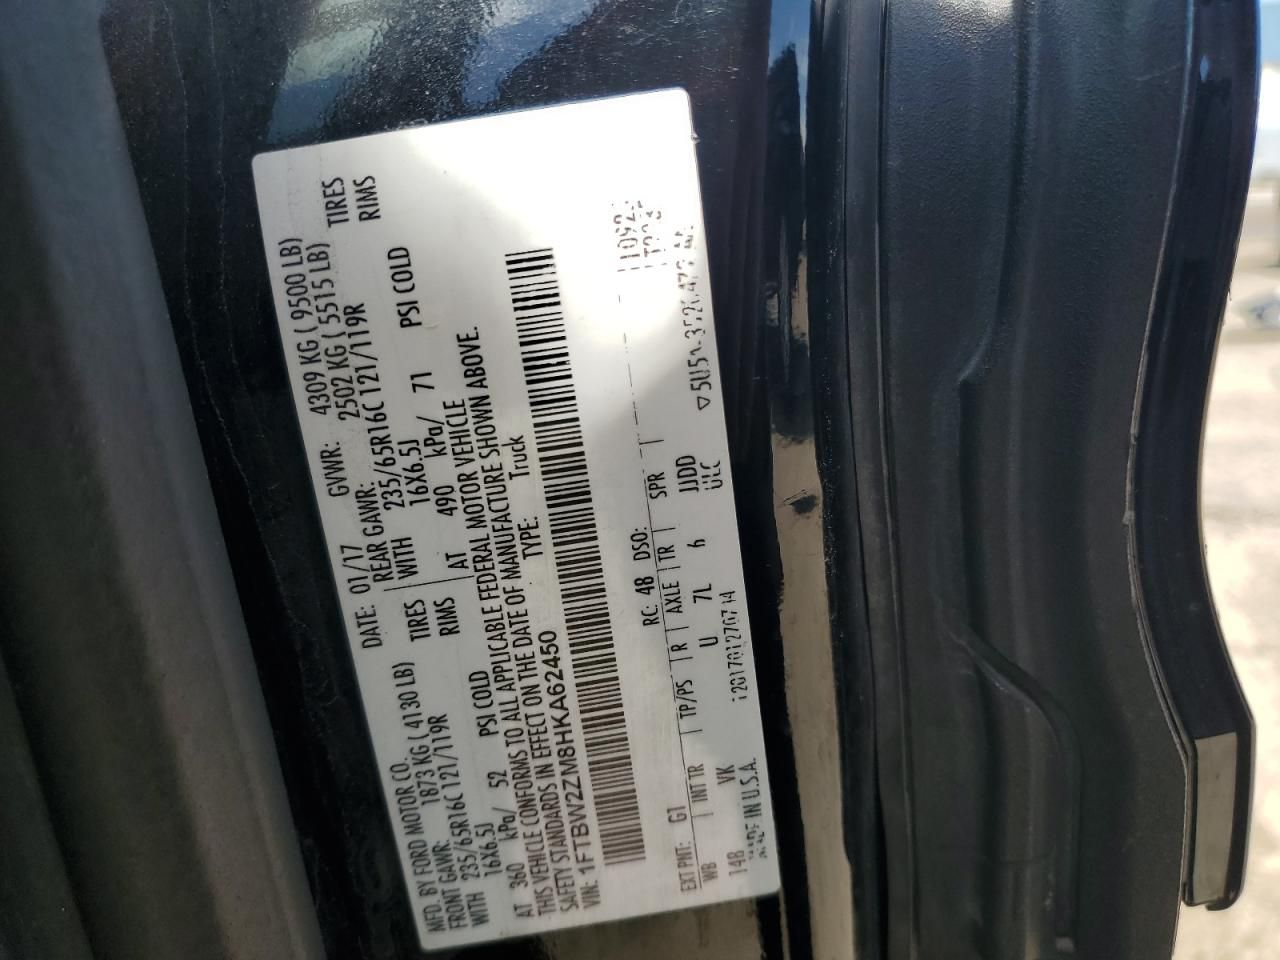 MFD. BY FORD MOTOR CO.
DATE: 01/17 GVWR: 4309 KG ( 9500 LB)
FRONT GAWR: 1873 KG ( 4130 LB) REAR GAWR: 2502 KG ( 5515 LB)
WITH 235/65R16C 121/119R TIRES WITH 235/65R16C 121/119R TIRES
16X6.5J RIMS 16X6.5J RIMS
AT 360 kPa/ 52 PSI COLD AT 490 kPa/ 71 PSI COLD
THIS VEHICLE CONFORMS TO ALL APPLICABLE FEDERAL MOTOR VEHICLE
SAFETY STANDARDS IN EFFECT ON THE DATE OF MANUFACTURE SHOWN ABOVE.
VIN: 1FTBW2ZM8HKA62450 TYPE: Truck
EXT PNT: G1 RC: 48 DSO:
WB INT TR TP/PS R AXLE TR SPR
148 VK U 7L 6 JJDD
MADE IN U.S.A.